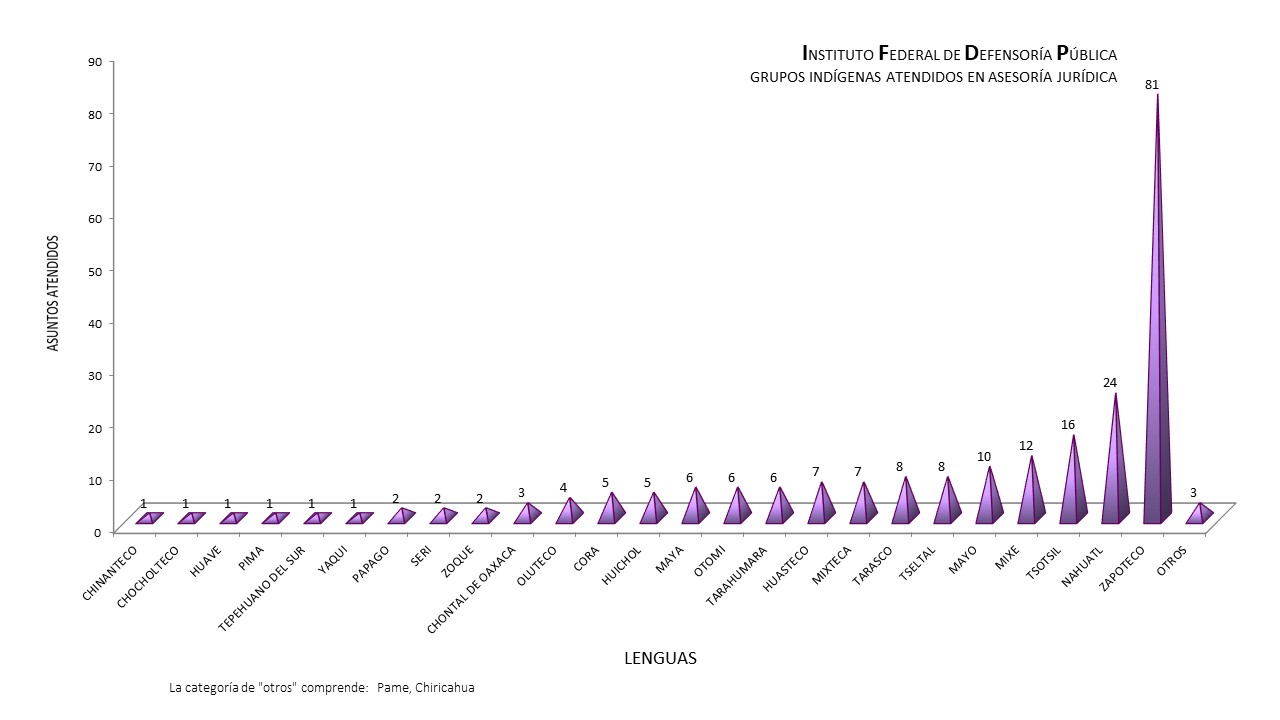 INSTITUTO FEDERAL DE DEFENSORÍA PÚBLICA
GRUPOS INDÍGENAS ATENDIDOS EN ASESORÍA JURÍDICA
ASUNTOS ATENDIDOS
90
80
70
60
50
40
30
20
10
0
1
1
1
1
1
1
2
2
2
3
4
5
5
6
6
6
7
7
8
8
10
12
16
24
81
3
CHINANTECO
CHOCHOLTECO
HUAVE
PIMA
TEPEHUANO DEL SUR
YAQUI
PAPAGO
SERI
ZOQUE
CHONTAL DE OAXACA
OLUTECO
CORA
HUICHOL
MAYA
OTOMI
TARAHUMARA
HUASTECO
MIXTECA
TARASCO
TSELTAL
MAYO
MIXE
TSOTSIL
NAHUATL
ZAPOTECO
OTROS
LENGUAS
La categoría de "otros" comprende: Pame, Chiricahua